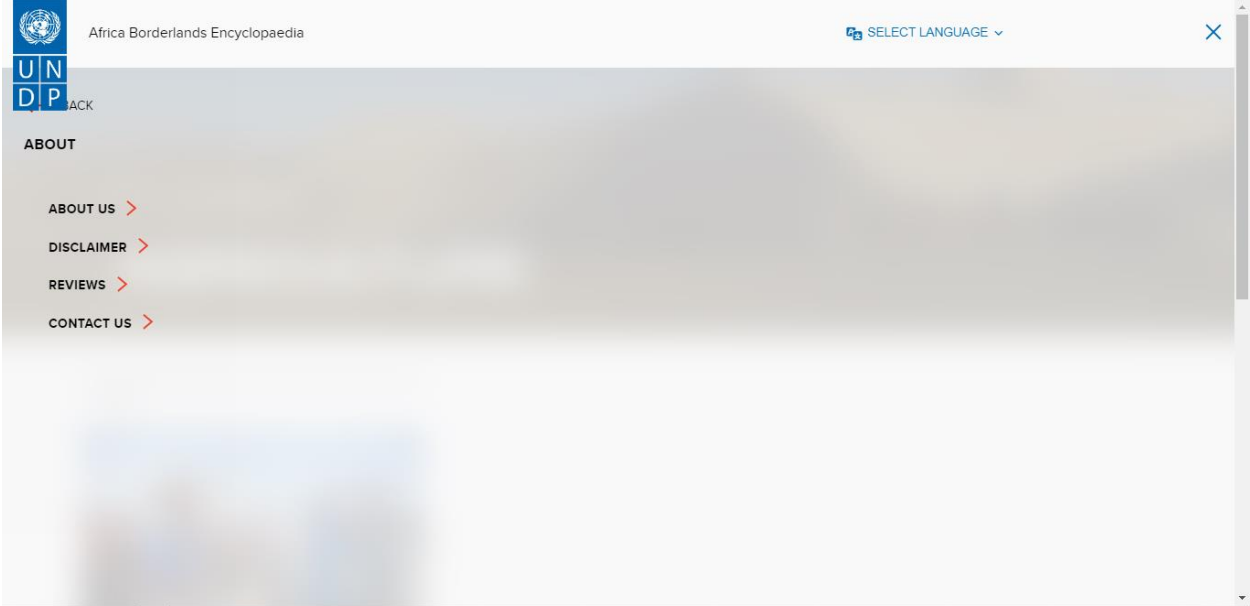 Africa Borderlands Encyclopaedia
SELECT LANGUAGE
U N
D P
ACK
ABOUT
ABOUT US
DISCLAIMER
REVIEWS
CONTACT US